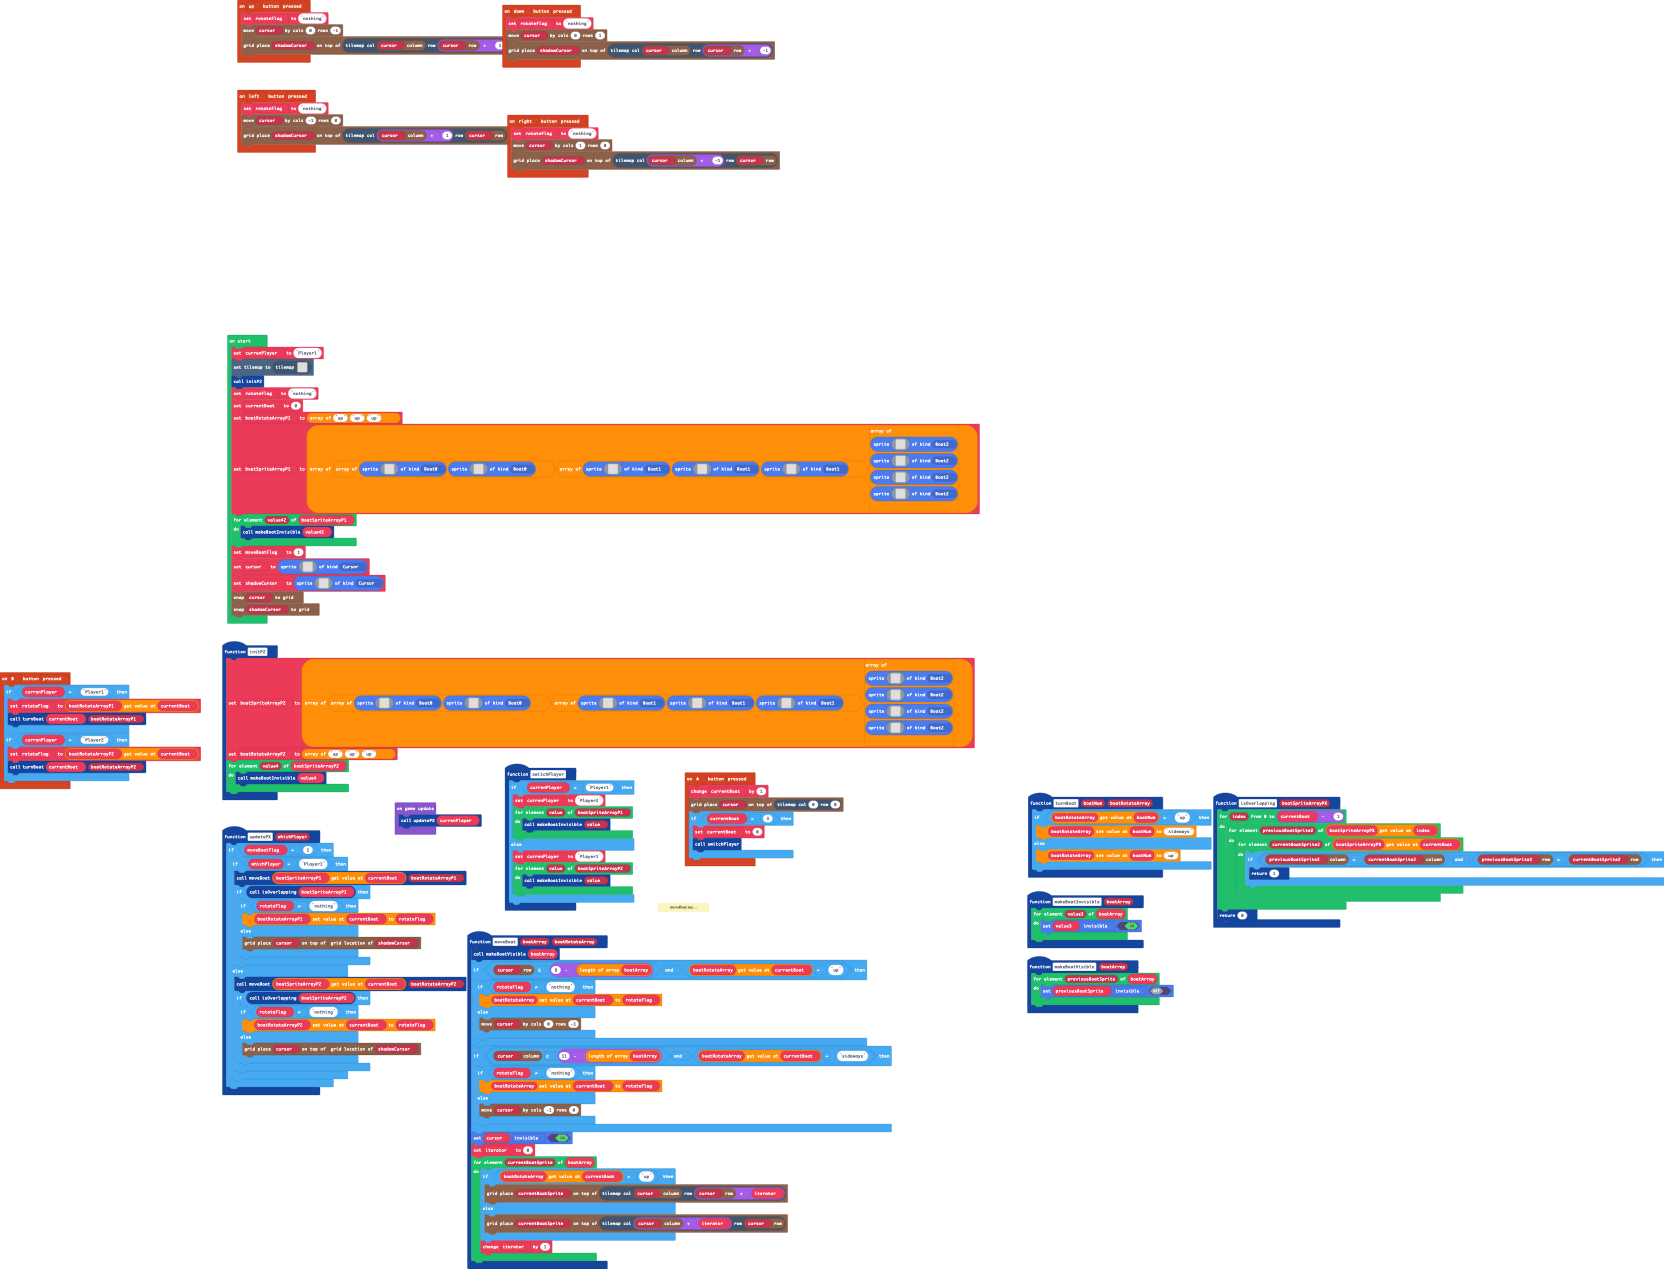 on up button pressed
set rotateFlag to nothing
move cursor by cols 0 rows -1
grid place shadowCursor on top of tilemap col cursor column row cursor row +
on down button pressed
set rotateFlag to nothing
move cursor by cols 0 rows 1
grid place shadowCursor on top of tilemap col cursor column row cursor row + -1
on left button pressed
set rotateFlag to nothing
move cursor by cols -1 rows 0
grid place shadowCursor on top of tilemap col cursor column + 1 row cursor row
on right button pressed
set rotateFlag to nothing
move cursor by cols 1 rows 0
grid place shadowCursor on top of tilemap col cursor column + -1 row cursor row
on start
set currenPlayer to Player1
set tilemap to tilemap
call initP2
set rotateFlag to nothing
set currentBoat to 0
set boatRotateArrayP1 to array of up up up
array of
sprite of kind Boat2
sprite of kind Boat2
set boatSpriteArrayP1 to array of array of sprite of kind Boat0 sprite of kind Boat0 array of sprite of kind Boat1 sprite of kind Boat1 sprite of kind Boat1
sprite of kind Boat2
sprite of kind Boat2
for element value42 of boatSpriteArrayP1
do call makeBoatInvisible value42
set moveBoatFlag to 1
set cursor to sprite of kind Cursor
set shadowCursor to sprite of kind Cursor
snap cursor to grid
snap shadowCursor to grid
function initP2
array of
sprite of kind Boat2
sprite of kind Boat2
set boatSpriteArrayP2 to array of array of sprite of kind Boat0 sprite of kind Boat0 array of sprite of kind Boat1 sprite of kind Boat1 sprite of kind Boat1
sprite of kind Boat2
sprite of kind Boat2
set boatRotateArrayP2 to array of up up up
for element value4 of boatSpriteArrayP2
do call makeBoatInvisible value4
on B button pressed
if currenPlayer = Player1 then
set rotateFlag to boatRotateArrayP1 get value at currentBoat
call turnBoat currentBoat boatRotateArrayP1
if currenPlayer = Player2 then
set rotateFlag to boatRotateArrayP2 get value at currentBoat
call turnBoat currentBoat boatRotateArrayP2
on game update
call updatePX currenPlayer
function switchPlayer
if currenPlayer = Player1 then
set currenPlayer to Player2
for element value of boatSpriteArrayP1
do call makeBoatInvisible value
else
set currenPlayer to Player1
for element value of boatSpriteArrayP2
do call makeBoatInvisible value
on A button pressed
change currentBoat by 1
grid place cursor on top of tilemap col 0 row 0
if currentBoat = 3 then
set currentBoat to 0
call switchPlayer
function updatePX whichPlayer
if moveBoatFlag = 1 then
if whichPlayer = Player1 then
call moveBoat boatSpriteArrayP1 get value at currentBoat boatRotateArrayP1
if call isOverlapping boatSpriteArrayP1 then
if rotateFlag ≠ nothing then
boatRotateArrayP1 set value at currentBoat to rotateFlag
else
grid place cursor on top of grid location of shadowCursor
else
call moveBoat boatSpriteArrayP2 get value at currentBoat boatRotateArrayP2
if call isOverlapping boatSpriteArrayP2 then
if rotateFlag ≠ nothing then
boatRotateArrayP2 set value at currentBoat to rotateFlag
else
grid place cursor on top of grid location of shadowCursor
function moveBoat boatArray boatRotateArray
call makeBoatVisible boatArray
if cursor row ≥ 8 - length of array boatArray and boatRotateArray get value at currentBoat = up then
if rotateFlag ≠ nothing then
boatRotateArray set value at currentBoat to rotateFlag
else
move cursor by cols 0 rows -1
if cursor column ≥ 11 - length of array boatArray and boatRotateArray get value at currentBoat = sideways then
if rotateFlag ≠ nothing then
boatRotateArray set value at currentBoat to rotateFlag
else
move cursor by cols -1 rows 0
set cursor invisible
set iterator to 0
for element currentBoatSprite of boatArray
do if boatRotateArray get value at currentBoat = up then
grid place currentBoatSprite on top of tilemap col cursor column row cursor row + iterator
else
grid place currentBoatSprite on top of tilemap col cursor column + iterator row cursor row
change iterator by 1
function turnBoat boatNum boatRotateArray
if boatRotateArray get value at boatNum = up then
boatRotateArray set value at boatNum to sideways
else
boatRotateArray set value at boatNum to up
function isOverlapping boatSpriteArrayPX
for index from 0 to currentBoat - 1
do for element previousBoatSprite2 of boatSpriteArrayPX get value at index
do for element currentBoatSprite2 of boatSpriteArrayPX get value at currentBoat
do if previousBoatSprite2 column = currentBoatSprite2 column and previousBoatSprite2 row = currentBoatSprite2 row then
return 1
return 0
function makeBoatInvisible boatArray
for element value3 of boatArray
do set value3 invisible
function makeBoatVisible boatArray
for element previousBoatSprite of boatArray
do set previousBoatSprite invisible